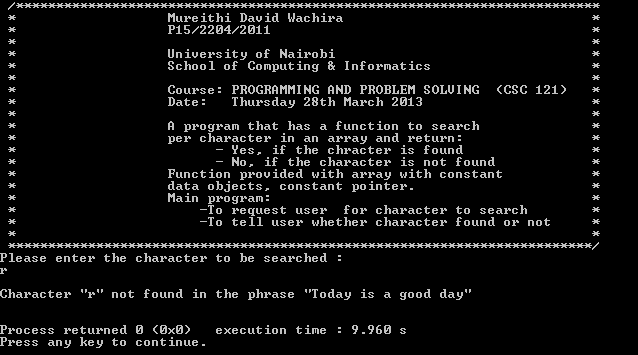 /*************************************************************************
* Mureithi David Wachira *
* P15/2204/2011 *
* *
* University of Nairobi *
* School of Computing & Informatics *
* *
* Course: PROGRAMMING AND PROBLEM SOLVING (CSC 121) *
* Date: Thursday 28th March 2013 *
* *
* A program that has a function to search *
* per character in an array and return: *
* - Yes, if the chracter is found *
* - No, if the character is not found *
* Function provided with array with constant *
* data objects, constant pointer. *
* Main program: *
* -To request user for character to search *
* -To tell user whether character found or not *
* *
*************************************************************************/
Please enter the character to be searched :
r
Character "r" not found in the phrase "Today is a good day"
Process returned 0 (0x0) execution time : 9.960 s
Press any key to continue.